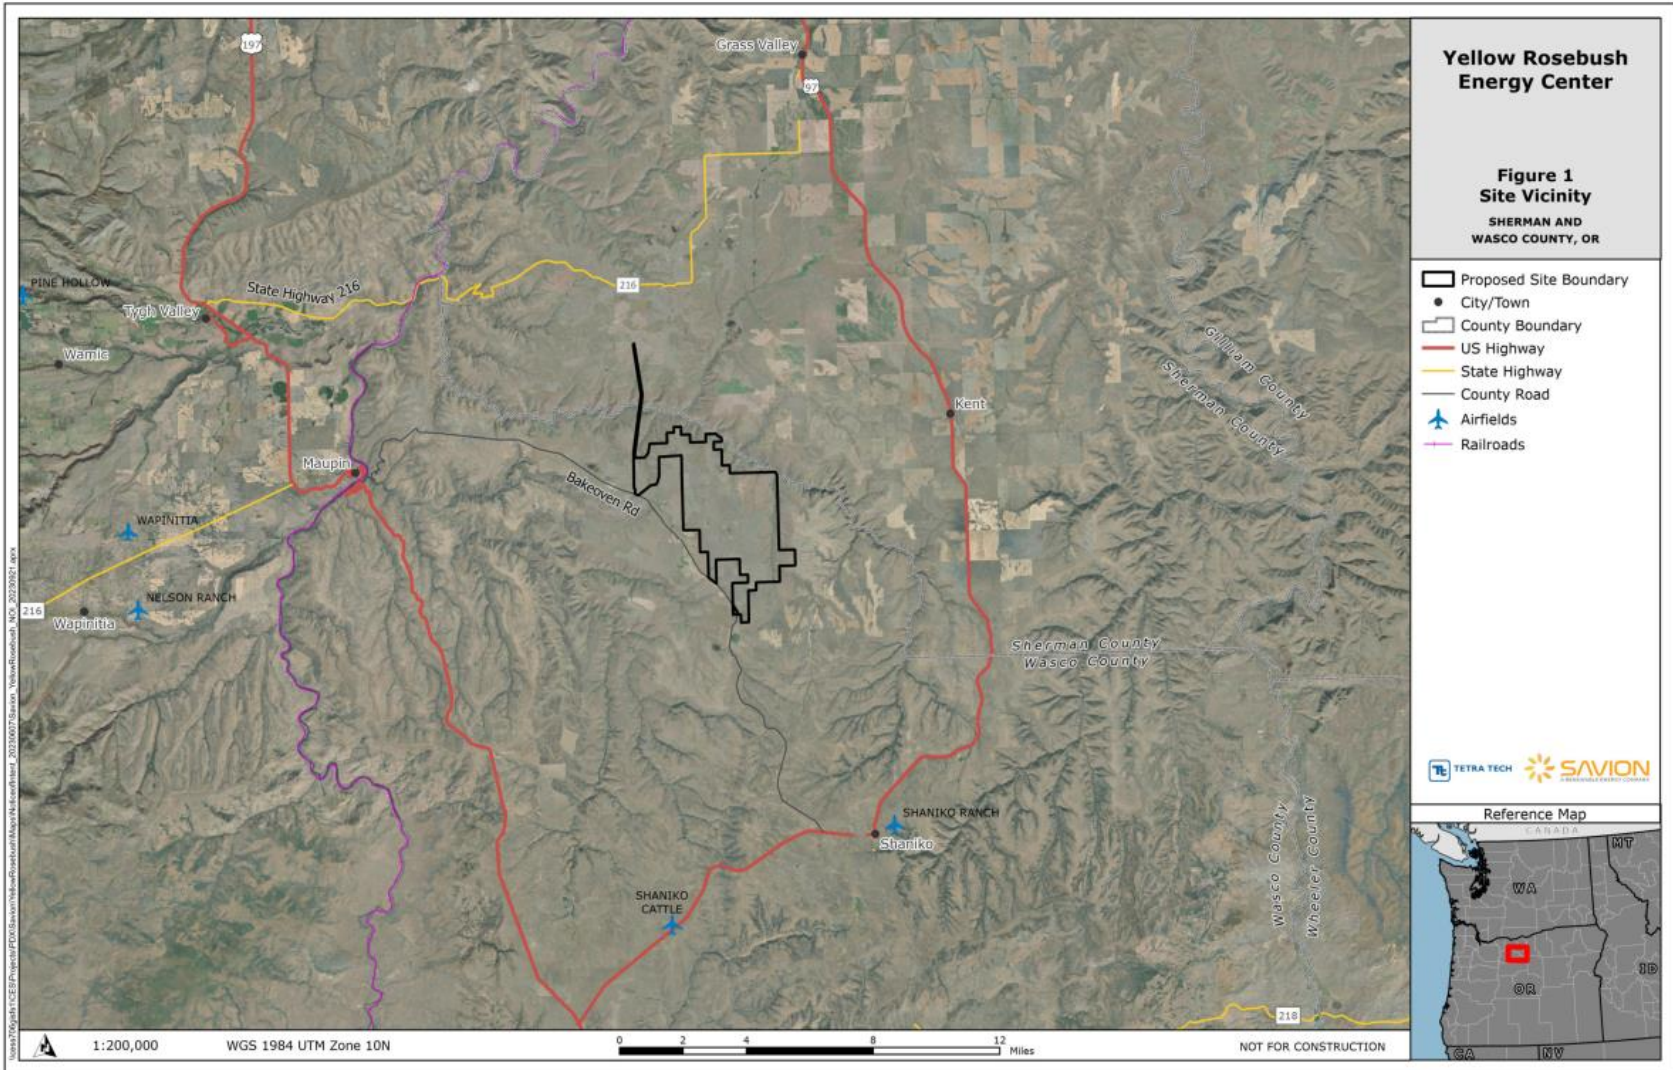 Yellow Rosebush
Energy Center
Figure 1
Site Vicinity
SHERMAN AND
WASCO COUNTY, OR
Proposed Site Boundary
City/Town
County Boundary
US Highway
State Highway
County Road
Airfields
Railroads
TETRA TECH
SAVION
Reference Map
CANADA
MT
WA
OR
ID
CA
NV
197
Grass Valley
97
PINE HOLLOW
State Highway 216
216
Tygh Valley
Wamic
Gilliam County
Sherman County
Kent
Maupin
Bakeoven Rd
WAPINITIA
NELSON RANCH
216
Wapinitia
Sherman County
Wasco County
SHANIKO RANCH
Shaniko
SHANIKO
CATTLE
Wasco County
Wheeler County
218
1:200,000
WGS 1984 UTM Zone 10N
0 2 4 8 12
Miles
NOT FOR CONSTRUCTION